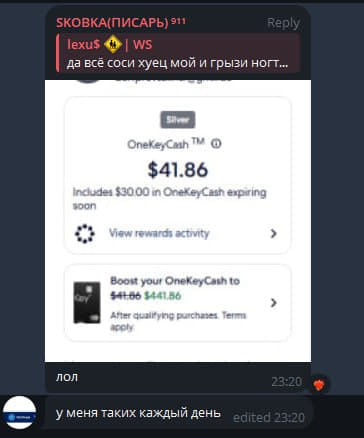 SKOBKA(ПИСАРЬ) 911
Reply
lexu$ | WS
да всё соси хуец мой и грызи ногт...
Silver
OneKeyCash TM
$41.86
Includes $30.00 in OneKeyCash expiring
soon
View rewards activity
Boost your OneKeyCash to
$41.86 $441.86
After qualifying purchases. Terms
apply.
лол
23:20
у меня таких каждый день
edited 23:20